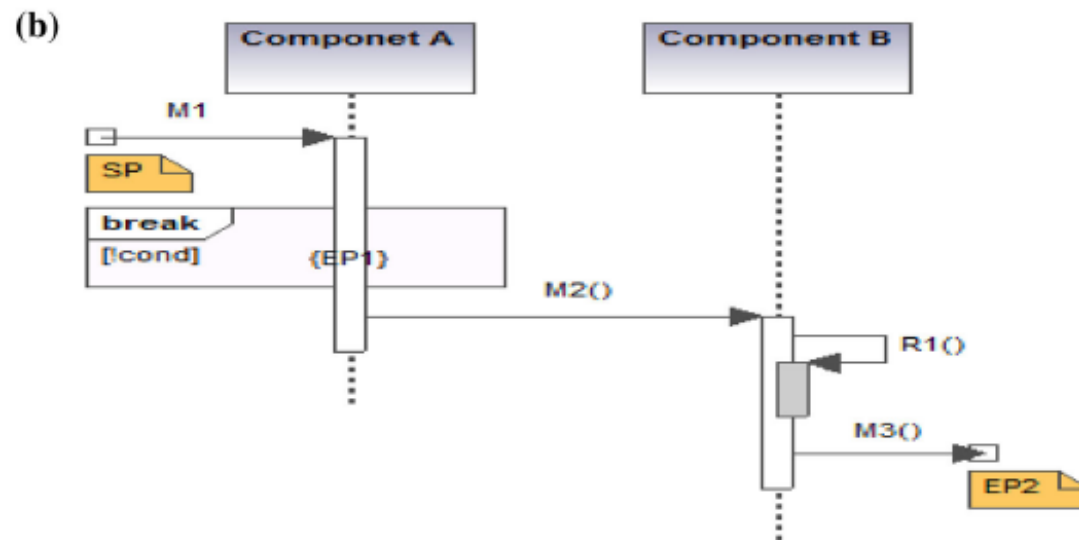 (b)
Componet A
Component B
M1
SP
break
[!cond]
{EP1}
M2()
R1()
M3()
EP2